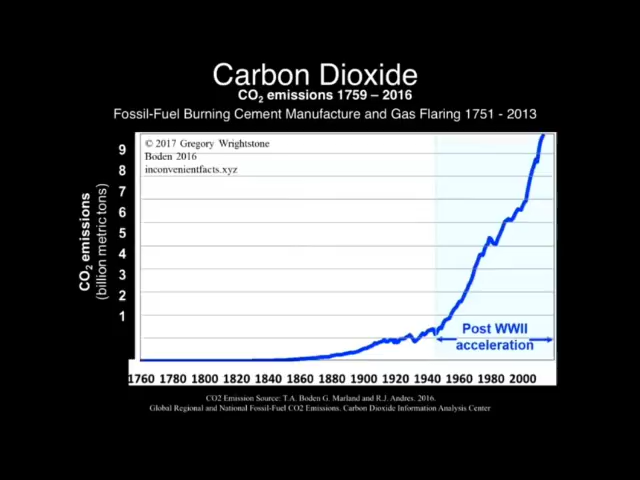 Carbon Dioxide
CO₂ emissions 1759 – 2016
Fossil-Fuel Burning Cement Manufacture and Gas Flaring 1751 - 2013
© 2017 Gregory Wrightstone
Boden 2016
inconvenientfacts.xyz
9
8
7
6
5
4
3
2
1
CO₂ emissions
(billion metric tons)
Post WWII
acceleration
1760 1780 1800 1820 1840 1860 1880 1900 1920 1940 1960 1980 2000
CO2 Emission Source: T.A. Boden G. Marland and R.J. Andres. 2016.
Global Regional and National Fossil-Fuel CO2 Emissions. Carbon Dioxide Information Analysis Center